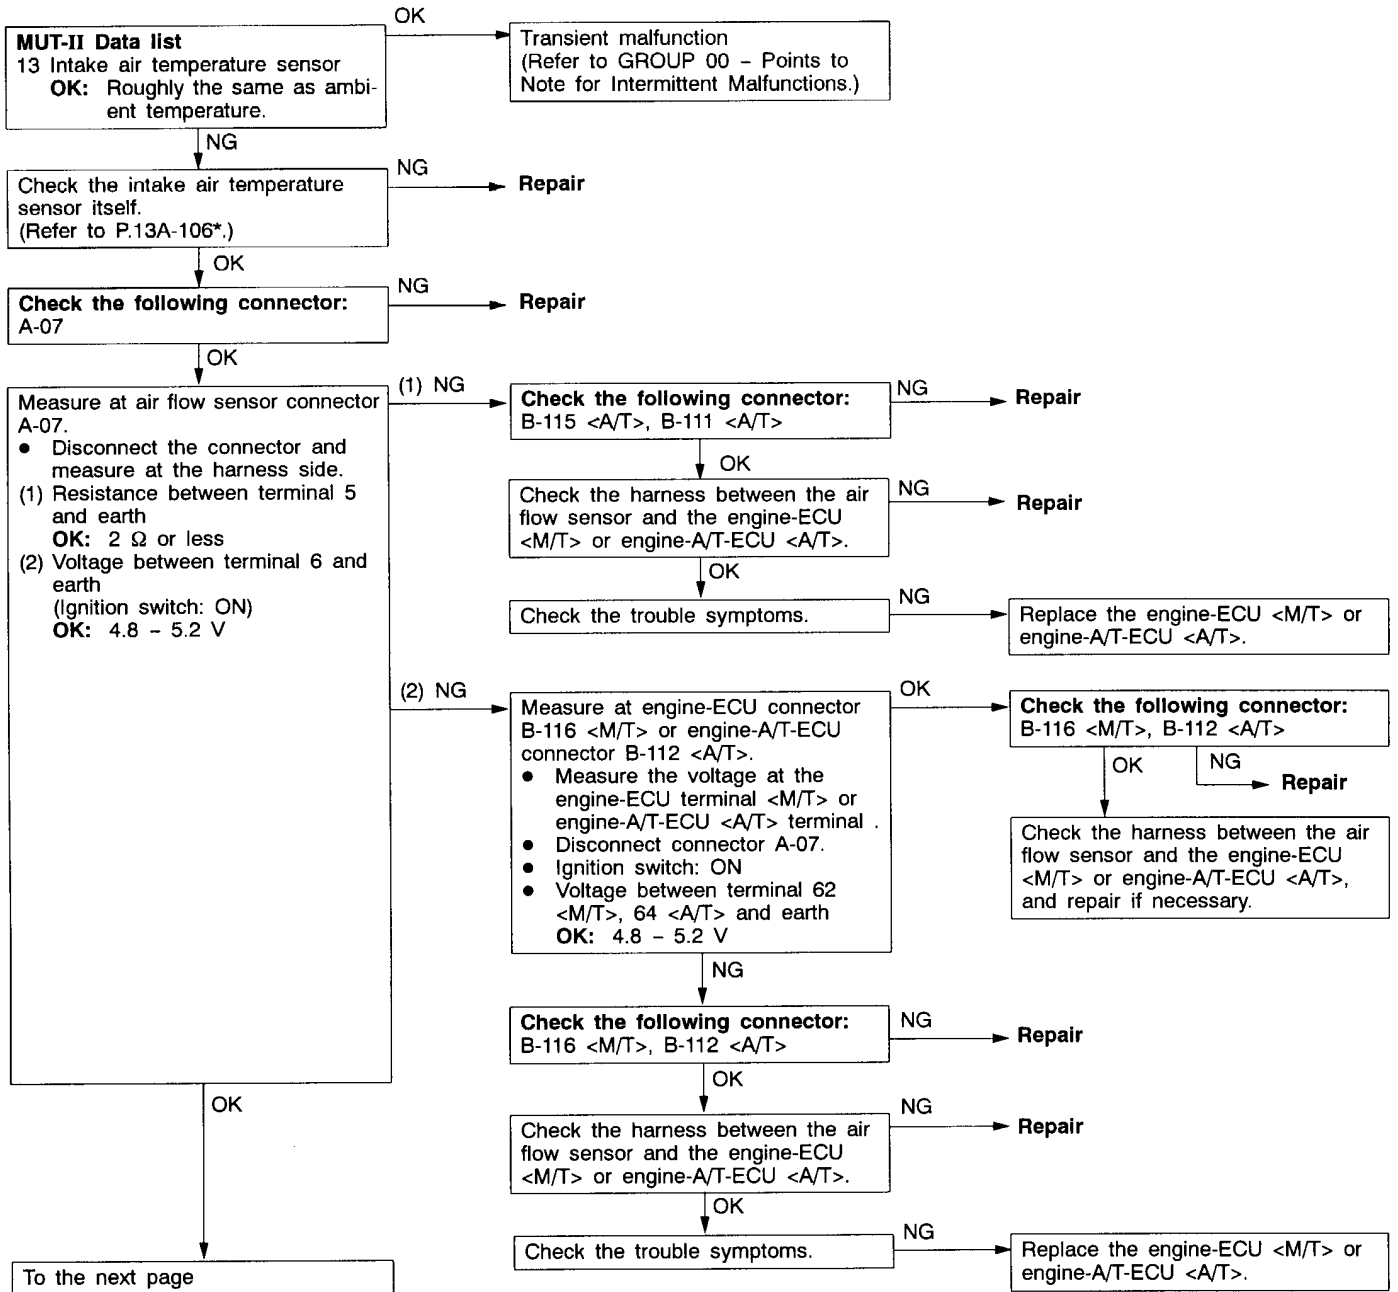 OK
MUT-II Data list
13 Intake air temperature sensor
OK: Roughly the same as ambi-
ent temperature.
Transient malfunction
(Refer to GROUP 00 – Points to
Note for Intermittent Malfunctions.)
NG
Check the intake air temperature
sensor itself.
(Refer to P.13A-106*.)
NG
Repair
OK
Check the following connector:
A-07
NG
Repair
OK
Measure at air flow sensor connector
A-07.
● Disconnect the connector and
measure at the harness side.
(1) Resistance between terminal 5
and earth
OK: 2 Ω or less
(2) Voltage between terminal 6 and
earth
(Ignition switch: ON)
OK: 4.8 – 5.2 V
(1) NG
Check the following connector:
B-115 <A/T>, B-111 <A/T>
NG
Repair
OK
Check the harness between the air
flow sensor and the engine-ECU
<M/T> or engine-A/T-ECU <A/T>.
NG
Repair
OK
Check the trouble symptoms.
NG
Replace the engine-ECU <M/T> or
engine-A/T-ECU <A/T>.
(2) NG
Measure at engine-ECU connector
B-116 <M/T> or engine-A/T-ECU
connector B-112 <A/T>.
● Measure the voltage at the
engine-ECU terminal <M/T> or
engine-A/T-ECU <A/T> terminal .
● Disconnect connector A-07.
● Ignition switch: ON
● Voltage between terminal 62
<M/T>, 64 <A/T> and earth
OK: 4.8 – 5.2 V
OK
Check the following connector:
B-116 <M/T>, B-112 <A/T>
OK
NG
Repair
Check the harness between the air
flow sensor and the engine-ECU
<M/T> or engine-A/T-ECU <A/T>,
and repair if necessary.
NG
Check the following connector:
B-116 <M/T>, B-112 <A/T>
NG
Repair
OK
Check the harness between the air
flow sensor and the engine-ECU
<M/T> or engine-A/T-ECU <A/T>.
NG
Repair
OK
Check the trouble symptoms.
NG
Replace the engine-ECU <M/T> or
engine-A/T-ECU <A/T>.
OK
To the next page